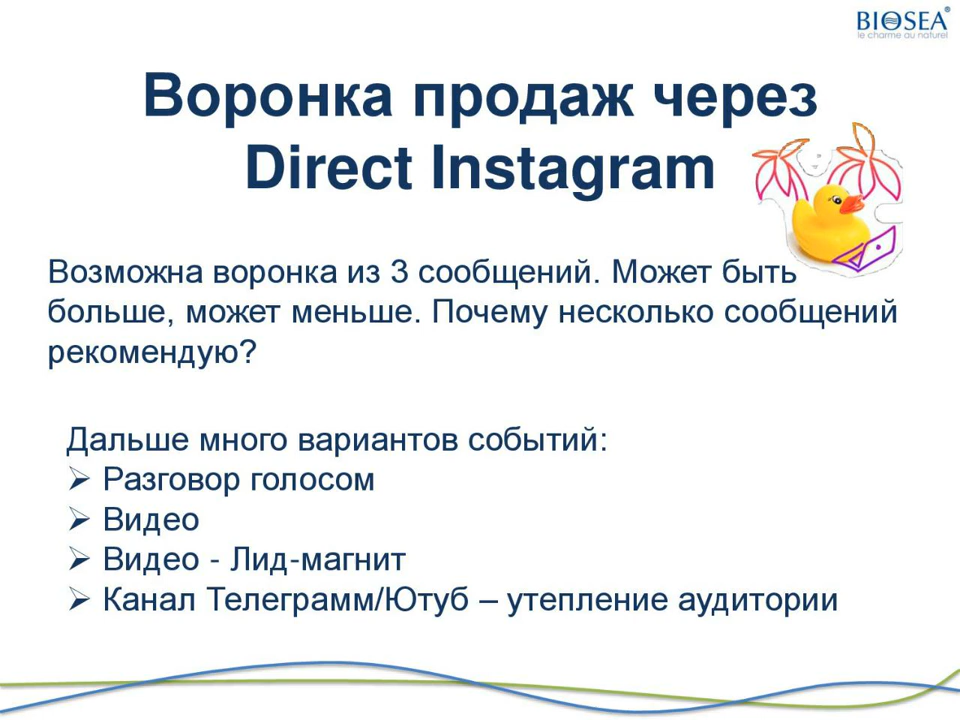 BIOSEA®
le charme au naturel
Воронка продаж через
Direct Instagram
Возможна воронка из 3 сообщений. Может быть
больше, может меньше. Почему несколько сообщений
рекомендую?
Дальше много вариантов событий:
➢ Разговор голосом
➢ Видео
➢ Видео - Лид-магнит
➢ Канал Телеграмм/Ютуб – утепление аудитории